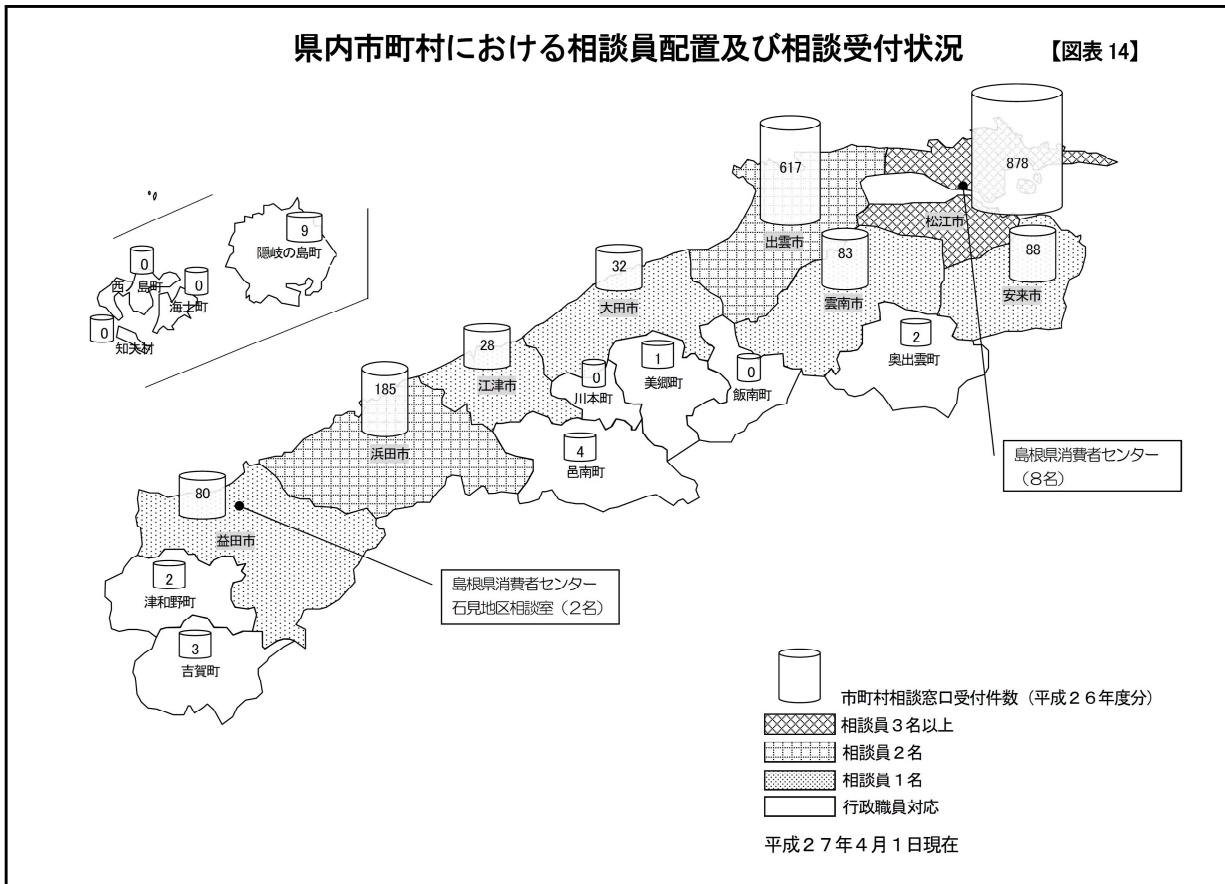 県内市町村における相談員配置及び相談受付状況
【図表 14】
878
617
松江市
出雲市
83
88
雲南市
安来市
9
隠岐の島町
0
西ノ島町
0
海士町
0
知夫村
32
大田市
2
奥出雲町
28
江津市
1
美郷町
0
川本町
0
飯南町
185
浜田市
4
邑南町
島根県消費者センター
(8名)
80
益田市
2
津和野町
島根県消費者センター
石見地区相談室(2名)
3
吉賀町
市町村相談窓口受付件数(平成26年度分)
相談員3名以上
相談員2名
相談員1名
行政職員対応
平成27年4月1日現在